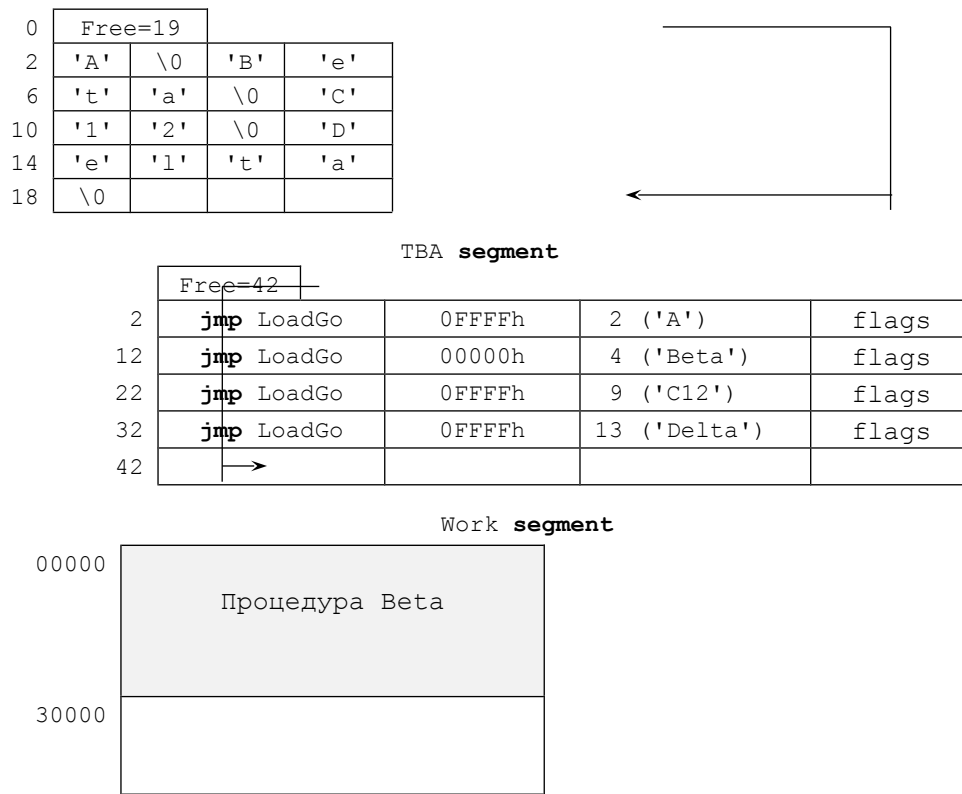 0 Free=19
2 'A' \0 'B' 'e'
6 't' 'a' \0 'C'
10 '1' '2' \0 'D'
14 'e' 'l' 't' 'a'
18 \0
TBA segment
Free=42
2 jmp LoadGo 0FFFFh 2 ('A') flags
12 jmp LoadGo 00000h 4 ('Beta') flags
22 jmp LoadGo 0FFFFh 9 ('C12') flags
32 jmp LoadGo 0FFFFh 13 ('Delta') flags
42
Work segment
00000
Процедура Beta
30000